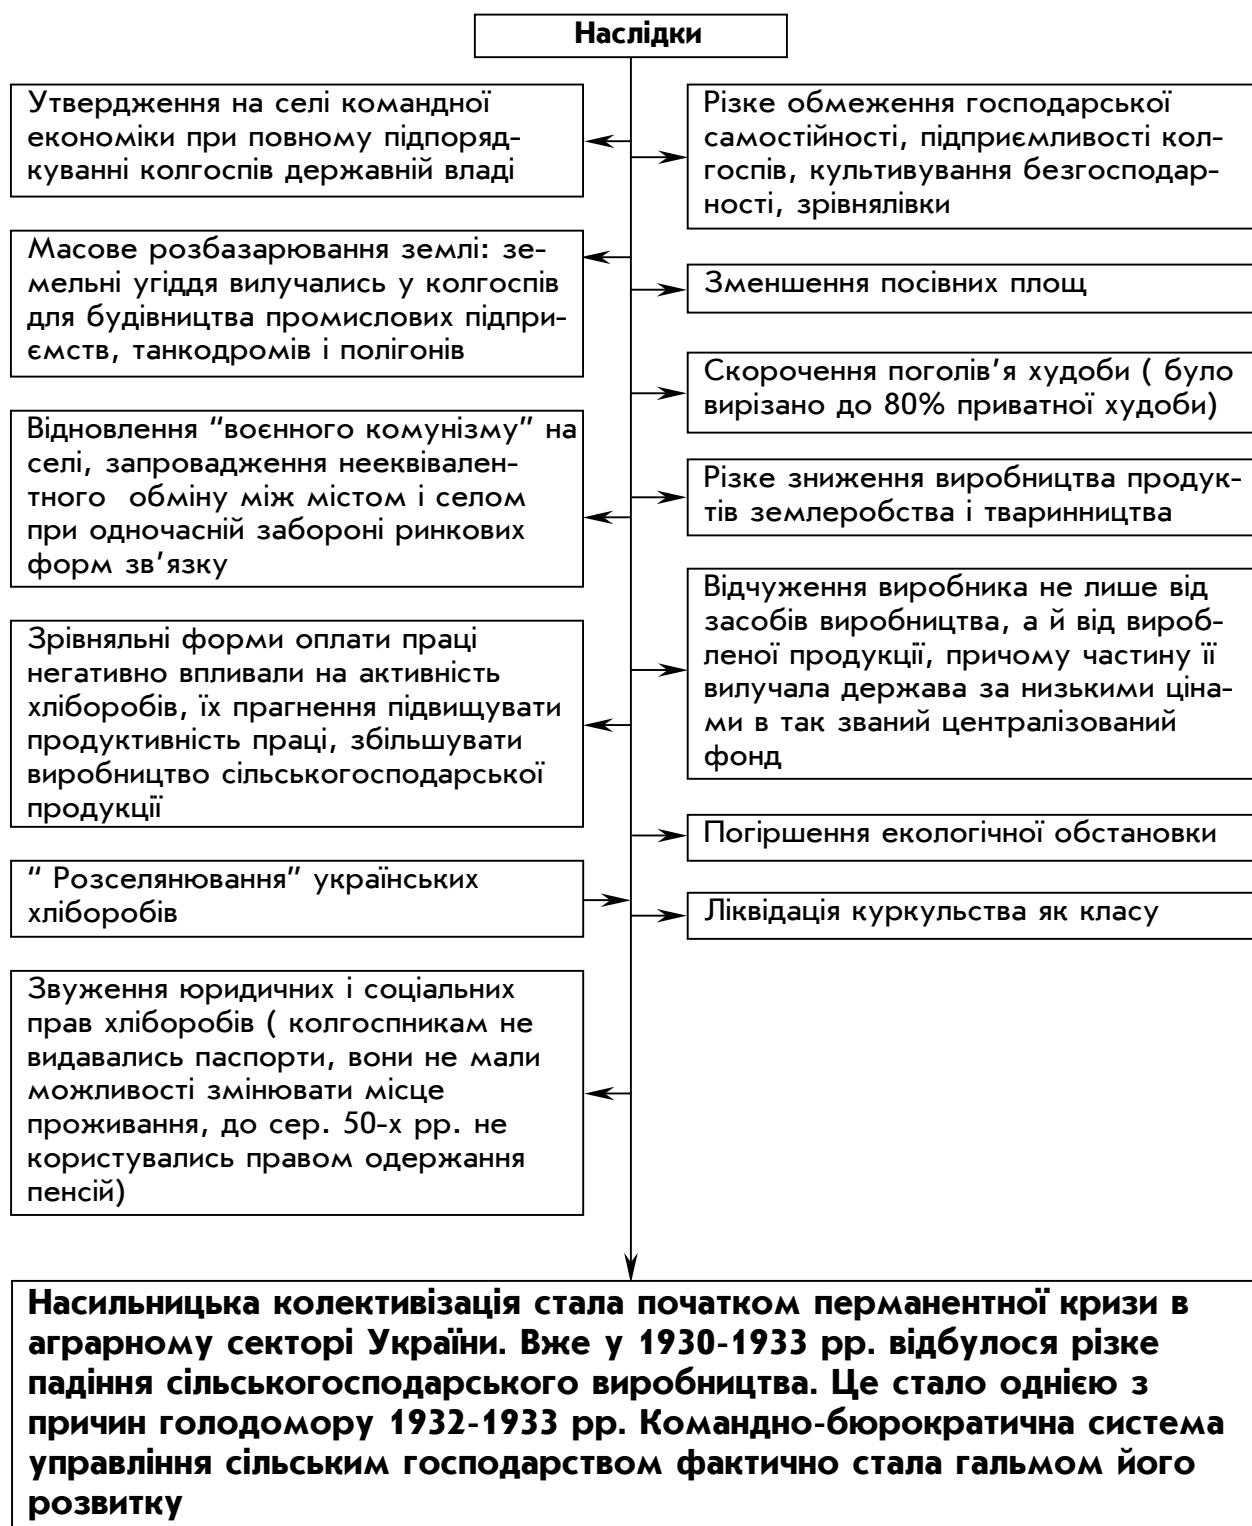 Наслідки
Утвердження на селі командної
економіки при повному підпоряд-
куванні колгоспів державній владі
Масове розбазарювання землі: зе-
мельні угіддя вилучались у колгоспів
для будівництва промислових підпри-
ємств, танкодромів і полігонів
Відновлення “воєнного комунізму” на
селі, запровадження нееквівален-
тного обміну між містом і селом
при одночасній забороні ринкових
форм зв’язку
Зрівняльні форми оплати праці
негативно впливали на активність
хліборобів, їх прагнення підвищувати
продуктивність праці, збільшувати
виробництво сільськогосподарської
продукції
“ Розселянювання” українських
хліборобів
Звуження юридичних і соціальних
прав хліборобів ( колгоспникам не
видавались паспорти, вони не мали
можливості змінювати місце
проживання, до сер. 50-х рр. не
користувались правом одержання
пенсій)
Різке обмеження господарської
самостійності, підприємливості кол-
госпів, культивування безгосподар-
ності, зрівнялівки
Зменшення посівних площ
Скорочення поголів’я худоби ( було
вирізано до 80% приватної худоби)
Різке зниження виробництва продук-
тів землеробства і тваринництва
Відчуження виробника не лише від
засобів виробництва, а й від вироб-
леної продукції, причому частину її
вилучала держава за низькими ціна-
ми в так званий централізований
фонд
Погіршення екологічної обстановки
Ліквідація куркульства як класу
Насильницька колективізація стала початком перманентної кризи в
аграрному секторі України. Вже у 1930-1933 рр. відбулося різке
падіння сільськогосподарського виробництва. Це стало однією з
причин голодомору 1932-1933 рр. Командно-бюрократична система
управління сільським господарством фактично стала гальмом його
розвитку